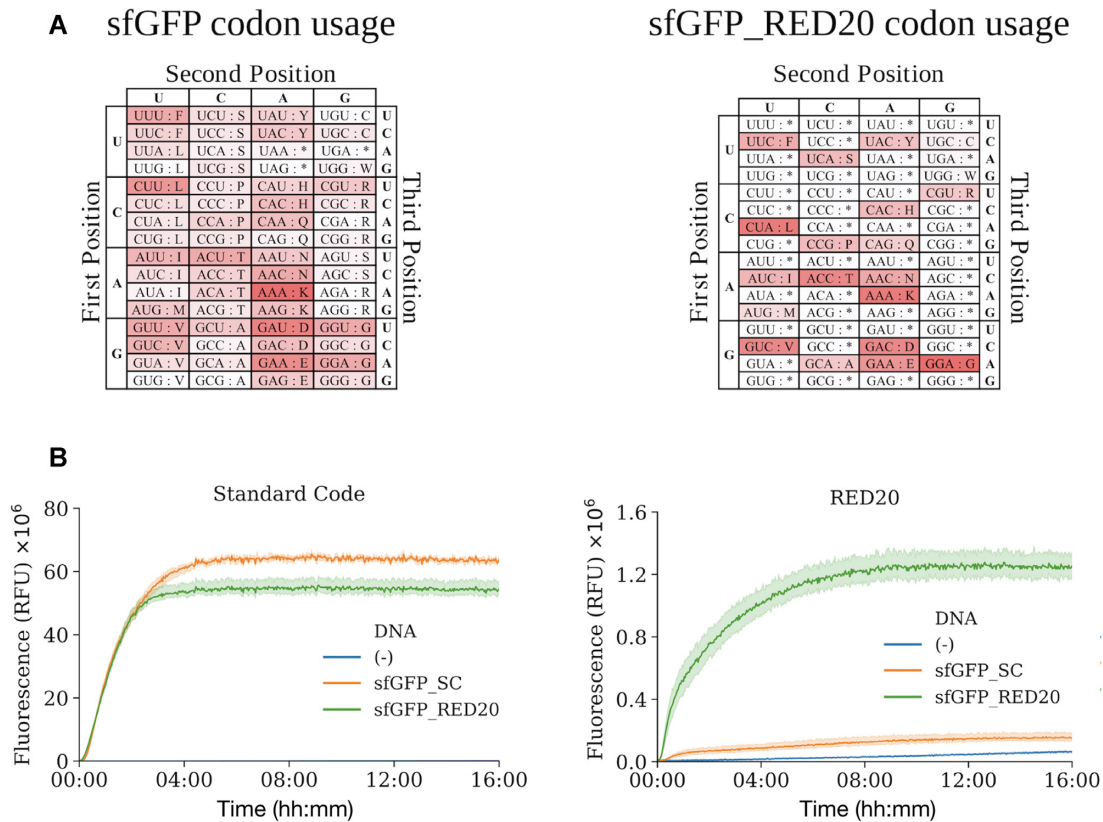 A
sfGFP codon usage
Second Position
U C A G
First Position
Third Position
U
UUU : F UCU : S UAU : Y UGU : C U
UUC : F UCC : S UAC : Y UGC : C C
UUA : L UCA : S UAA : * UGA : * A
UUG : L UCG : S UAG : * UGG : W G
C
CUU : L CCU : P CAU : H CGU : R U
CUC : L CCC : P CAC : H CGC : R C
CUA : L CCA : P CAA : Q CGA : R A
CUG : L CCG : P CAG : Q CGG : R G
A
AUU : I ACU : T AAU : N AGU : S U
AUC : I ACC : T AAC : N AGC : S C
AUA : I ACA : T AAA : K AGA : R A
AUG : M ACG : T AAG : K AGG : R G
G
GUU : V GCU : A GAU : D GGU : G U
GUC : V GCC : A GAC : D GGC : G C
GUA : V GCA : A GAA : E GGA : G A
GUG : V GCG : A GAG : E GGG : G G
sfGFP_RED20 codon usage
Second Position
U C A G
First Position
Third Position
U
UUU : * UCU : * UAU : * UGU : * U
UUC : F UCC : * UAC : Y UGC : C C
UUA : * UCA : S UAA : * UGA : * A
UUG : * UCG : * UAG : * UGG : W G
C
CUU : * CCU : * CAU : * CGU : R U
CUC : * CCC : * CAC : H CGC : * C
CUA : L CCA : * CAA : * CGA : * A
CUG : * CCG : P CAG : Q CGG : * G
A
AUU : * ACU : * AAU : * AGU : * U
AUC : I ACC : T AAC : N AGC : * C
AUA : * ACA : * AAA : K AGA : * A
AUG : M ACG : * AAG : * AGG : * G
G
GUU : * GCU : * GAU : * GGU : * U
GUC : V GCC : * GAC : D GGC : * C
GUA : * GCA : A GAA : E GGA : G A
GUG : * GCG : * GAG : * GGG : * G
B
Standard Code
Fluorescence (RFU) ×10⁶
80
60
40
20
0
DNA
(-)
sfGFP_SC
sfGFP_RED20
00:00 04:00 08:00 12:00 16:00
Time (hh:mm)
RED20
Fluorescence (RFU) ×10⁶
1.6
1.2
0.8
0.4
0.0
DNA
(-)
sfGFP_SC
sfGFP_RED20
00:00 04:00 08:00 12:00 16:00
Time (hh:mm)